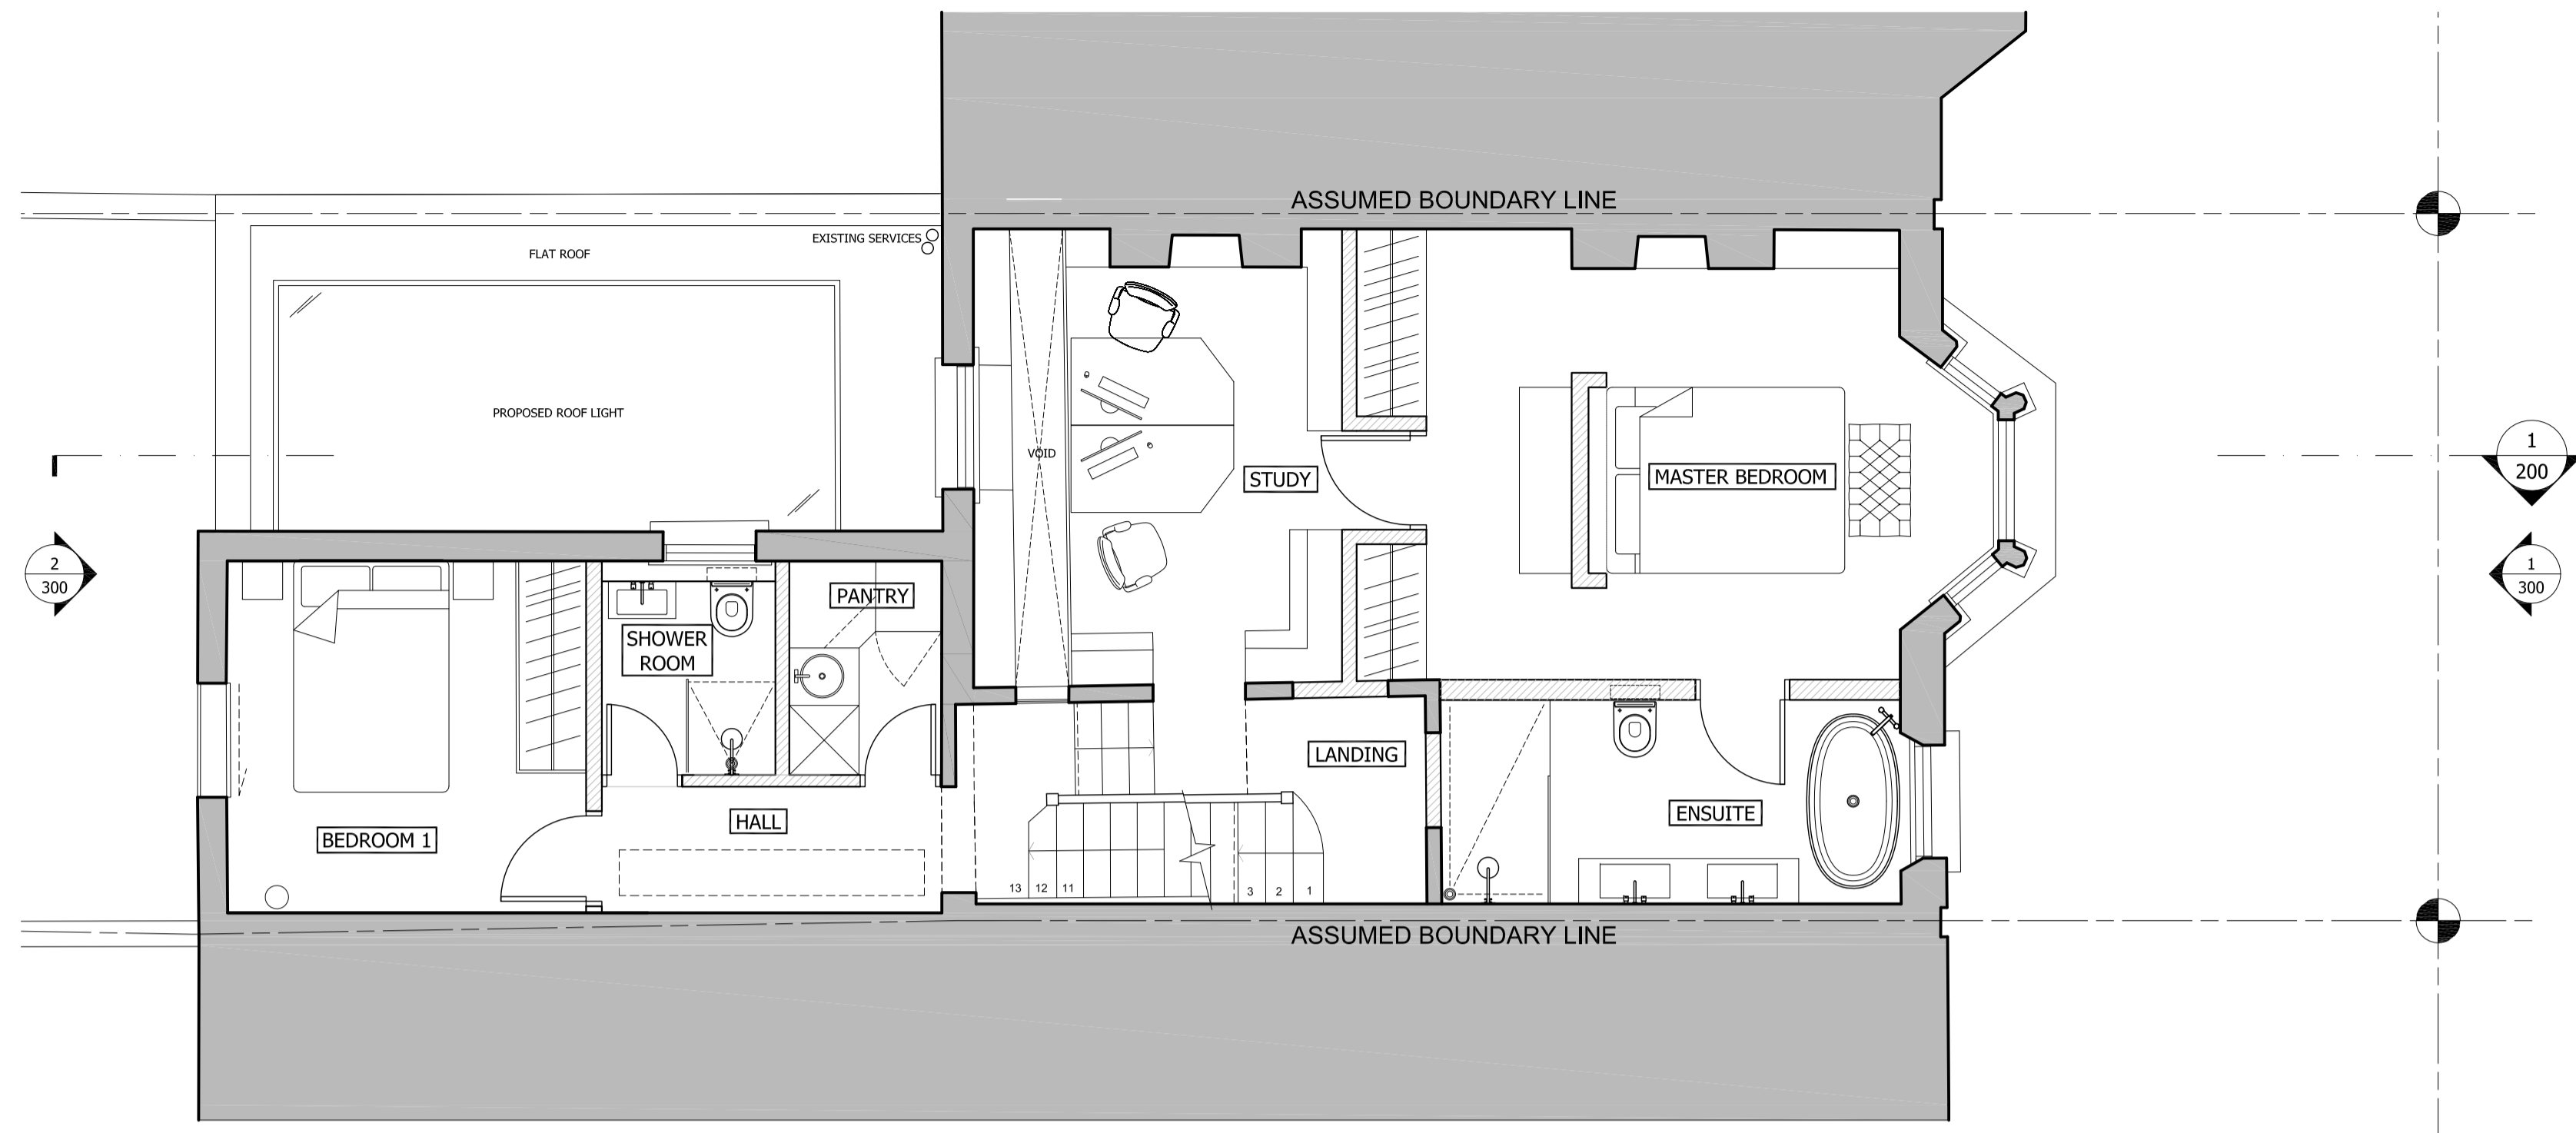 ASSUMED BOUNDARY LINE
EXISTING SERVICES
FLAT ROOF
PROPOSED ROOF LIGHT
VOID
STUDY
MASTER BEDROOM
1
200
2
300
1
300
PANTRY
SHOWER
ROOM
LANDING
HALL
ENSUITE
BEDROOM 1
13 12 11
3 2 1
ASSUMED BOUNDARY LINE